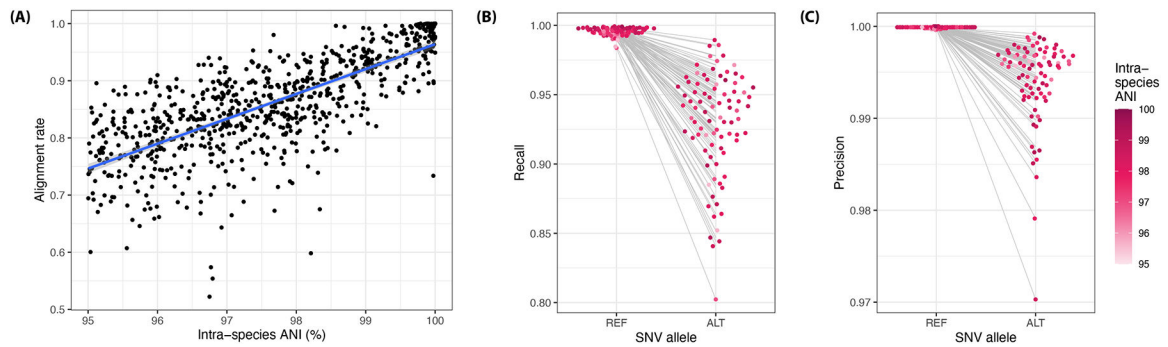 (A)
1.0
0.9
0.8
0.7
0.6
0.5
Alignment rate
95
96
97
98
99
100
Intra-species ANI (%)
(B)
1.00
0.95
0.90
0.85
0.80
Recall
REF
ALT
SNV allele
(C)
1.00
0.99
0.98
0.97
Precision
REF
ALT
SNV allele
Intra−
species
ANI
100
99
98
97
96
95